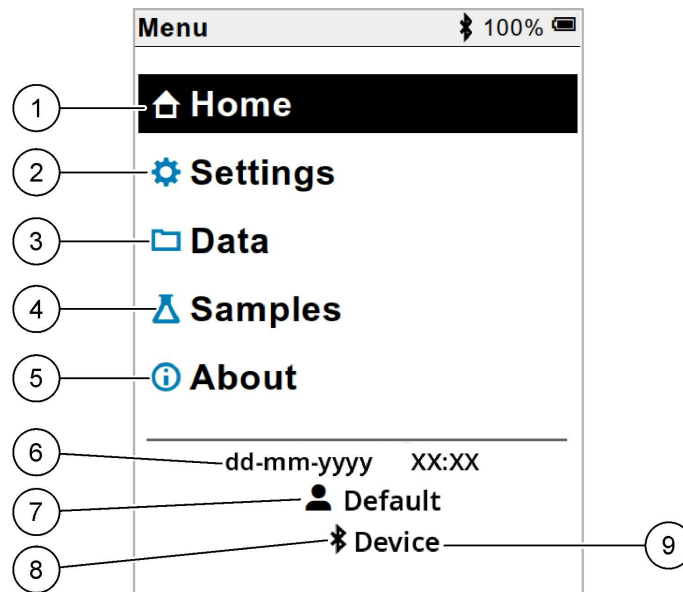 Menu 100%
1 Home
2 Settings
3 Data
4 Samples
5 About
6 dd-mm-yyyy XX:XX
7 Default
8 Device 9